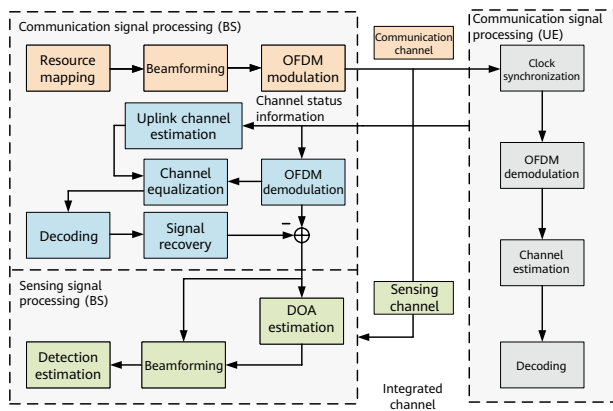 Communication signal processing (BS)
Resource
mapping
Beamforming
OFDM
modulation
Communication
channel
Communication signal
processing (UE)
Clock
synchronization
Channel status
information
Uplink channel
estimation
Channel
equalization
OFDM
demodulation
OFDM
demodulation
Decoding
Signal
recovery
−
Channel
estimation
Sensing signal
processing (BS)
DOA
estimation
Sensing
channel
Detection
estimation
Beamforming
Decoding
Integrated
channel